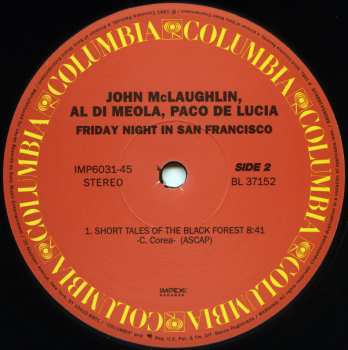 COLUMBIA COLUMBIA COLUMBIA COLUMBIA COLUMBIA COLUMBIA
JOHN McLAUGHLIN,
AL DI MEOLA, PACO DE LUCIA
FRIDAY NIGHT IN SAN FRANCISCO
IMP6031-45
SIDE 2
STEREO
BL 37152
1. SHORT TALES OF THE BLACK FOREST 8:41
-C. Corea- (ASCAP)
IMPEX
RECORDS